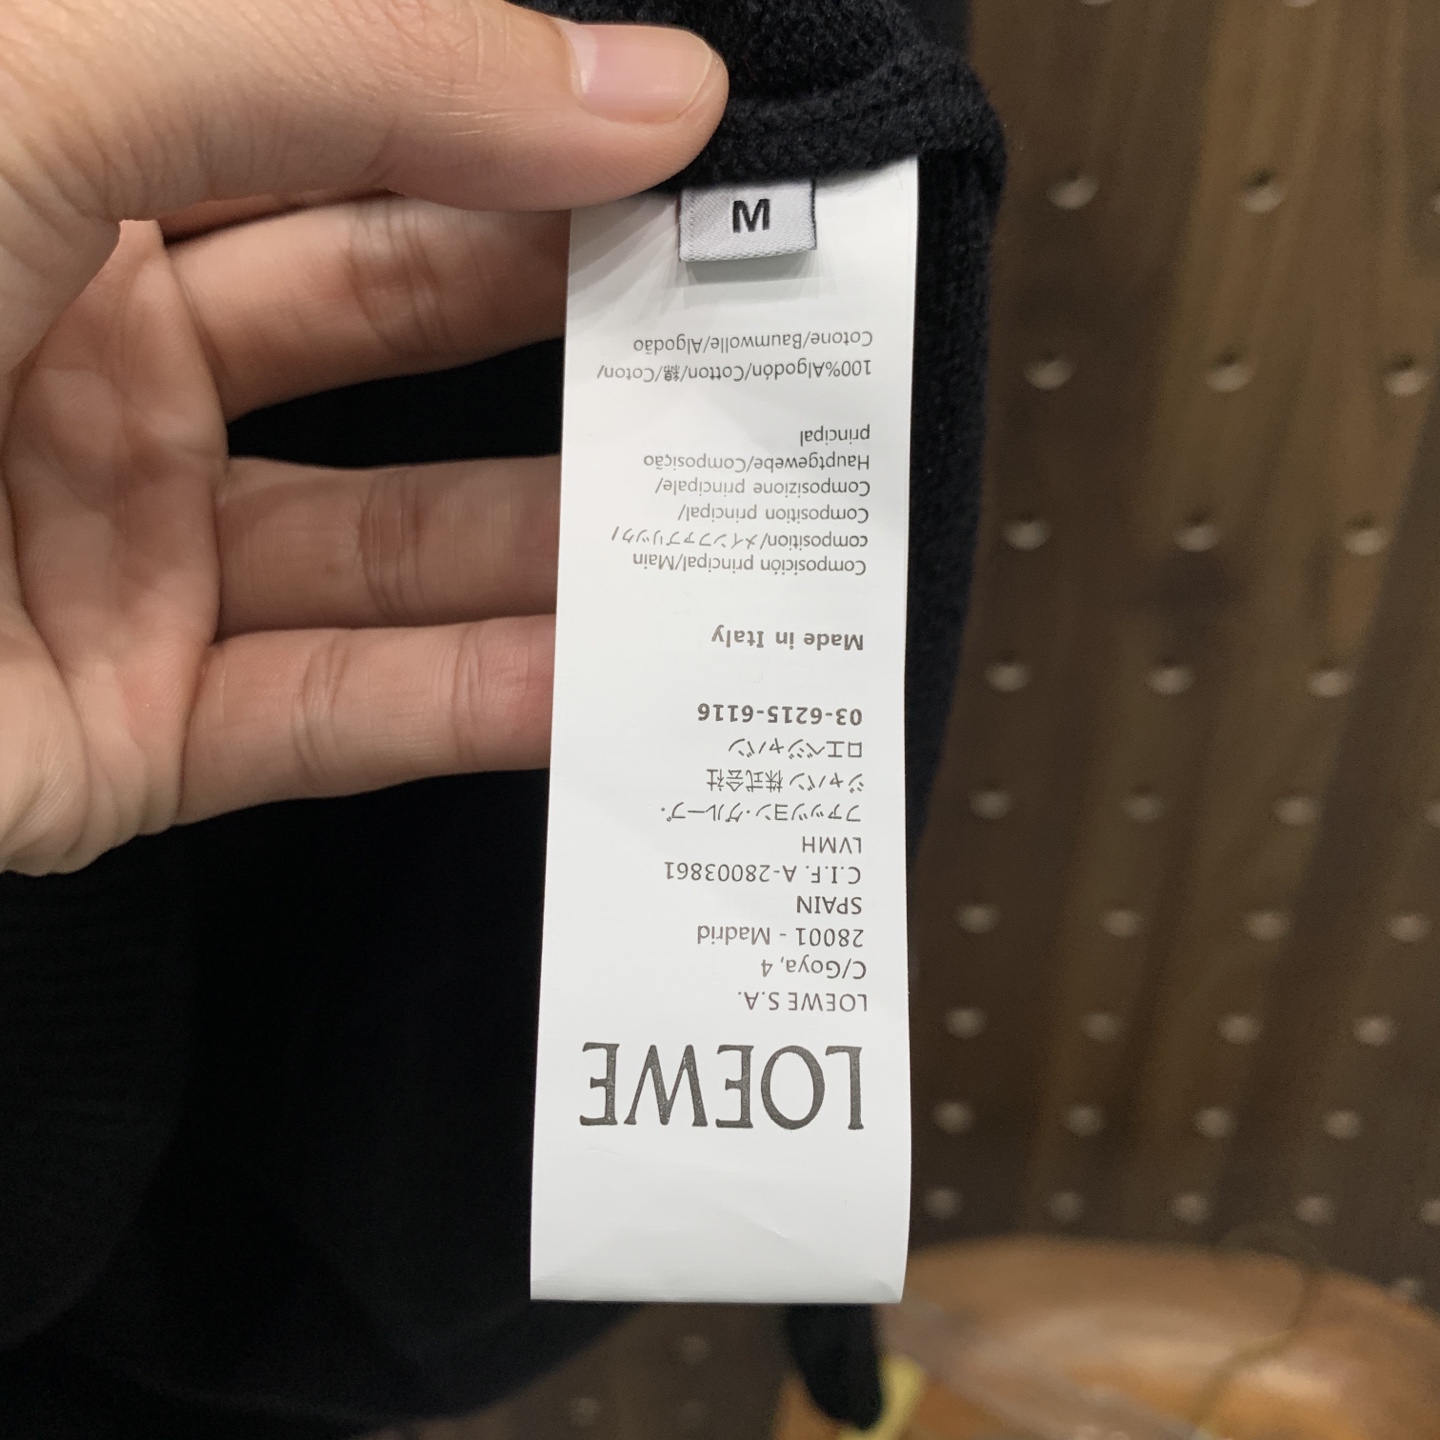 LOEWE
LOEWE S.A.
C/Goya, 4
28001 - Madrid
SPAIN
C.I.F. A-28003861
LVMH
ファッツョン・グループ・
ジャパン 株式会社
ロエベジャパン
03-6215-6116
Made in Italy
Composición principal/Main
composition/メインファブリック/
Composition principal/
Composizione principale/
Hauptgewebe/Composição
principal
100%Algodón/Cotton/綿/Coton/
Cotone/Baumwolle/Algodão
M